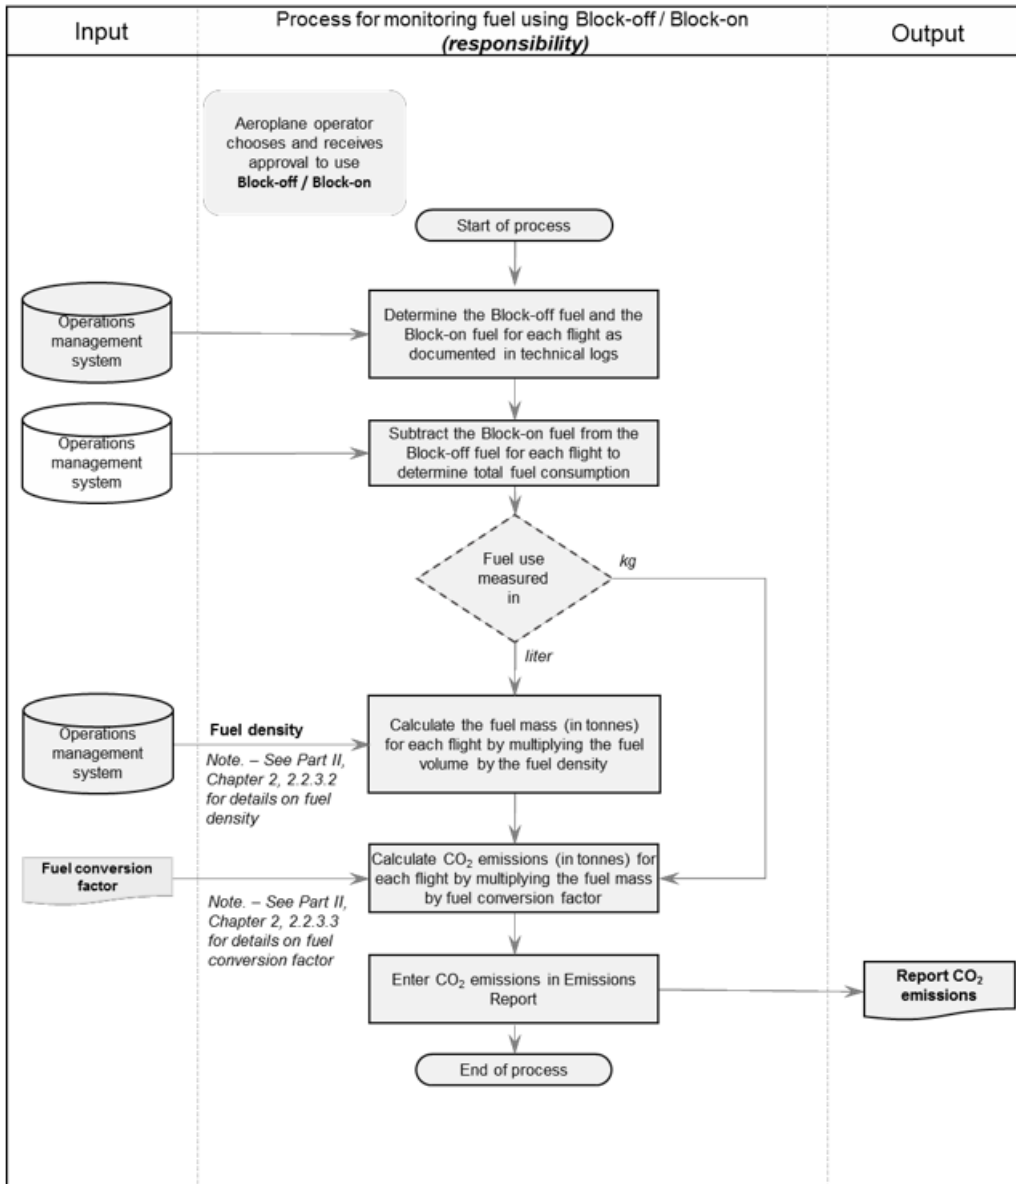 Input
Process for monitoring fuel using Block-off / Block-on
(responsibility)
Output
Aeroplane operator
chooses and receives
approval to use
Block-off / Block-on
Start of process
Operations
management
system
Determine the Block-off fuel and the
Block-on fuel for each flight as
documented in technical logs
Operations
management
system
Subtract the Block-on fuel from the
Block-off fuel for each flight to
determine total fuel consumption
Fuel use
measured
in
kg
liter
Operations
management
system
Fuel density
Note. – See Part II,
Chapter 2, 2.2.3.2
for details on fuel
density
Calculate the fuel mass (in tonnes)
for each flight by multiplying the fuel
volume by the fuel density
Fuel conversion
factor
Note. – See Part II,
Chapter 2, 2.2.3.3
for details on fuel
conversion factor
Calculate CO₂ emissions (in tonnes) for
each flight by multiplying the fuel mass
by fuel conversion factor
Enter CO₂ emissions in Emissions
Report
Report CO₂
emissions
End of process